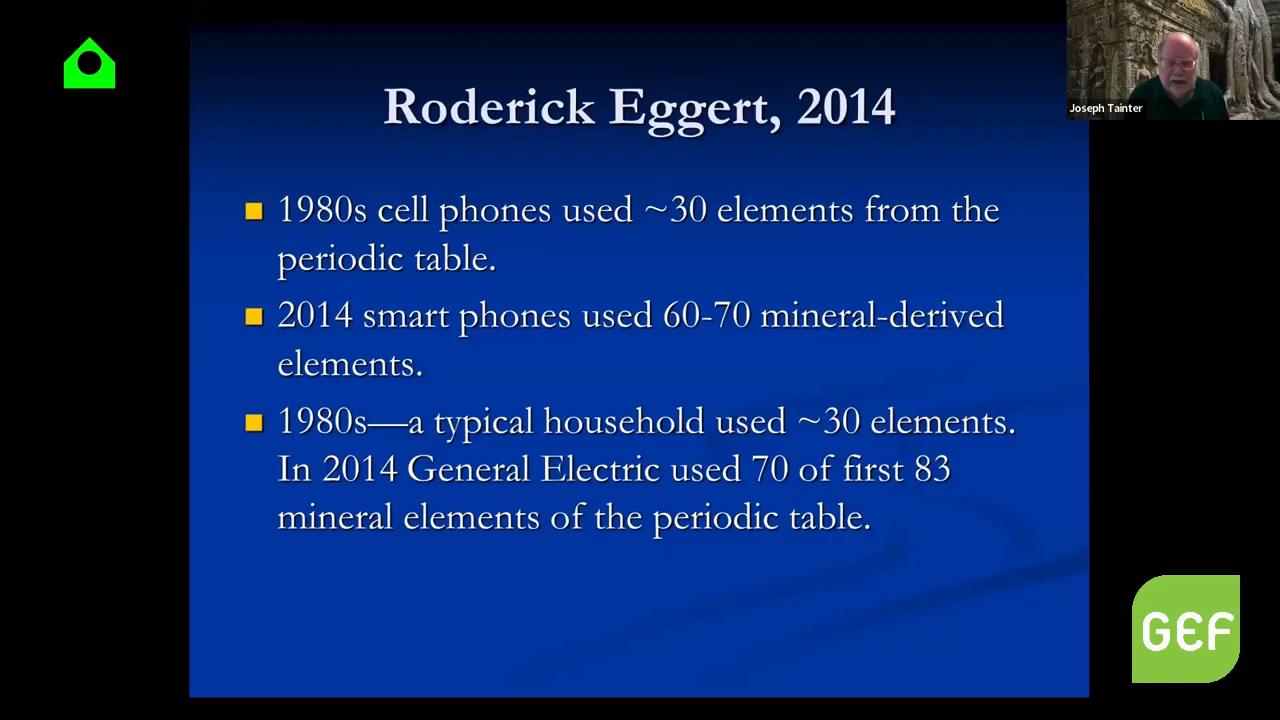 Roderick Eggert, 2014
Joseph Tainter
1980s cell phones used ~30 elements from the
periodic table.
2014 smart phones used 60-70 mineral-derived
elements.
1980s—a typical household used ~30 elements.
In 2014 General Electric used 70 of first 83
mineral elements of the periodic table.
GEF